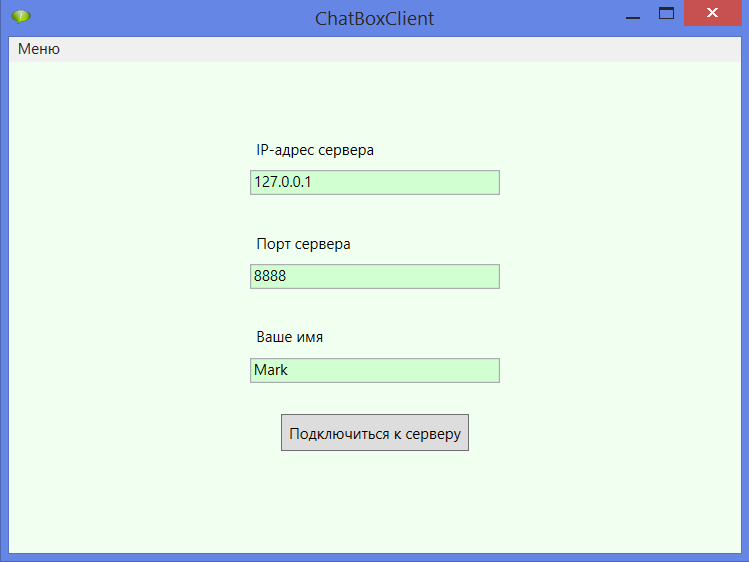 ChatBoxClient
Меню
IP-адрес сервера
127.0.0.1
Порт сервера
8888
Ваше имя
Mark
Подключиться к серверу